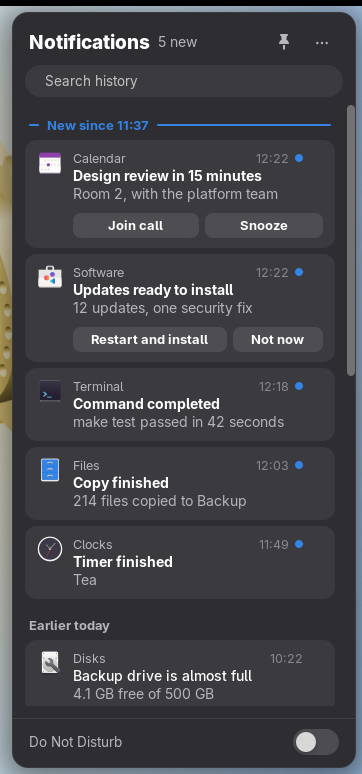 Notifications 5 new
Search history
New since 11:37
Calendar 12:22
Design review in 15 minutes
Room 2, with the platform team
Join call Snooze
Software 12:22
Updates ready to install
12 updates, one security fix
Restart and install Not now
Terminal 12:18
Command completed
make test passed in 42 seconds
Files 12:03
Copy finished
214 files copied to Backup
Clocks 11:49
Timer finished
Tea
Earlier today
Disks 10:22
Backup drive is almost full
4.1 GB free of 500 GB
Do Not Disturb